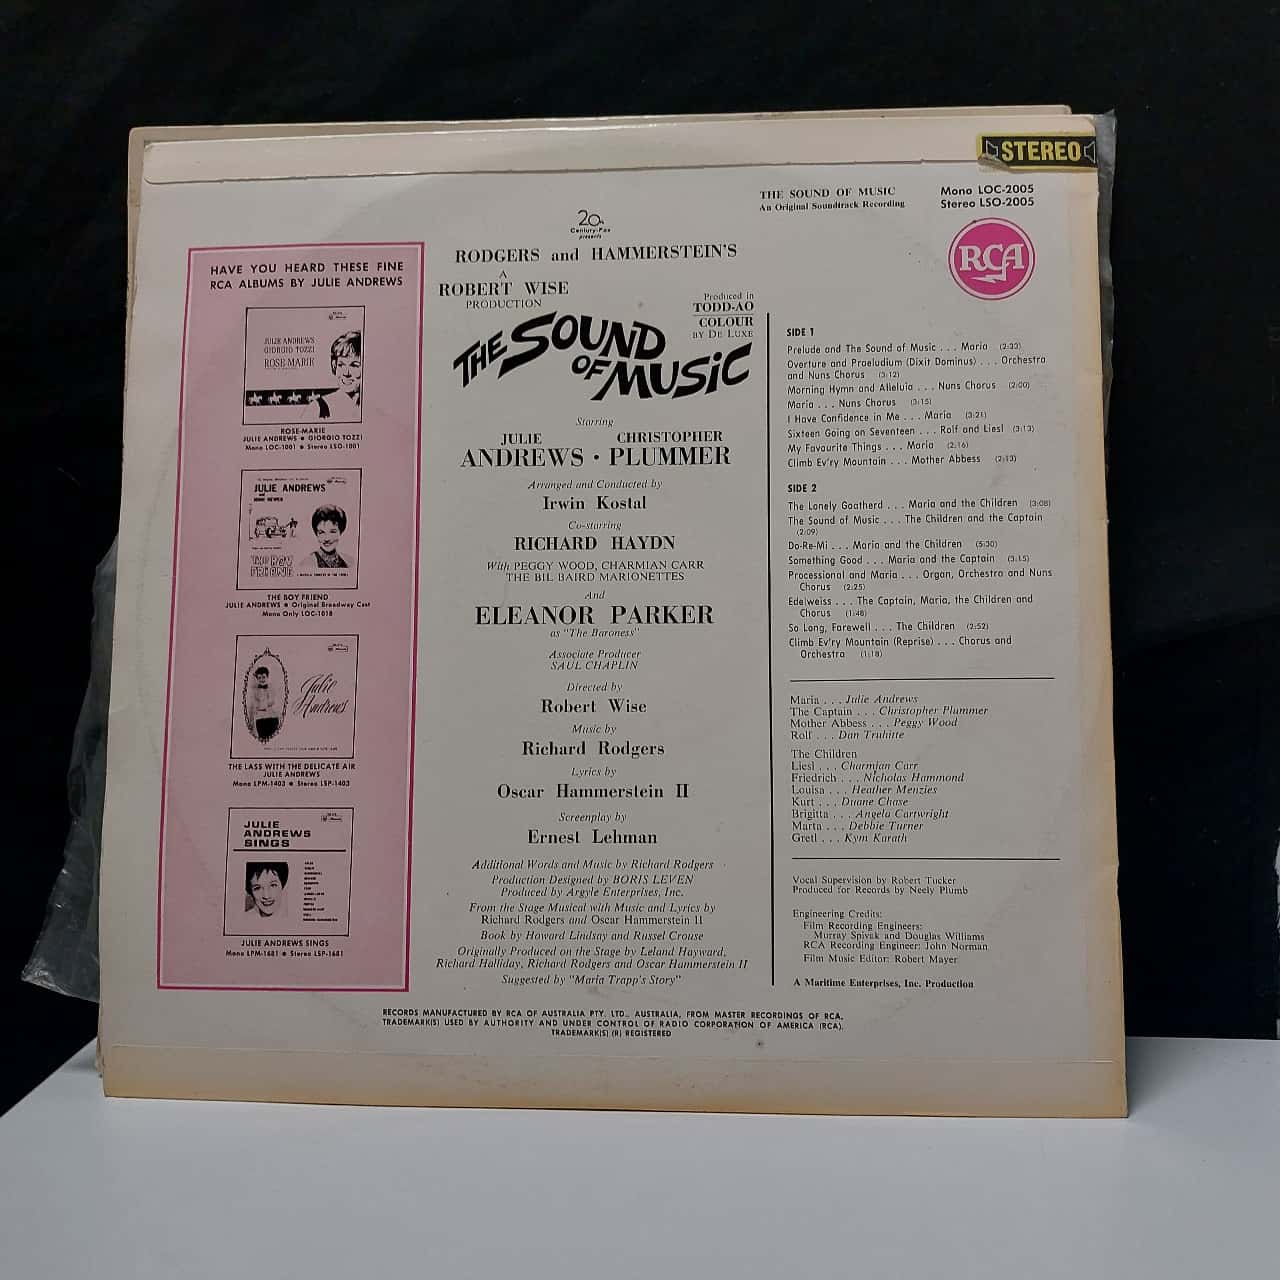 STEREO
THE SOUND OF MUSIC
An Original Soundtrack Recording
Mono LOC-2005
Stereo LSO-2005
RCA
HAVE YOU HEARD THESE FINE
RCA ALBUMS BY JULIE ANDREWS
JULIE ANDREWS
GIORGIO TOZZI
ROSE-MARIE
ROSE-MARIE
JULIE ANDREWS • GIORGIO TOZZI
Mono LOC-1001 • Stereo LSO-1001
JULIE ANDREWS
THE BOY
FRIEND
THE BOY FRIEND
JULIE ANDREWS • Original Broadway Cast
Mono Only LOC-1018
Julie
Andrews
THE LASS WITH THE DELICATE AIR
JULIE ANDREWS
Mono LPM-1403 • Stereo LSP-1403
JULIE
ANDREWS
SINGS
JULIE ANDREWS SINGS
Mono LPM-1681 • Stereo LSP-1681
20th
Century-Fox
presents
RODGERS and HAMMERSTEIN'S
A
ROBERT WISE
PRODUCTION
Produced in
TODD-AO
COLOUR
BY DE LUXE
THE SOUND
OF MUSIC
Starring
JULIE CHRISTOPHER
ANDREWS • PLUMMER
Arranged and Conducted by
Irwin Kostal
Co-starring
RICHARD HAYDN
With PEGGY WOOD, CHARMIAN CARR
THE BIL BAIRD MARIONETTES
And
ELEANOR PARKER
as "The Baroness"
Associate Producer
SAUL CHAPLIN
Directed by
Robert Wise
Music by
Richard Rodgers
Lyrics by
Oscar Hammerstein II
Screenplay by
Ernest Lehman
Additional Words and Music by Richard Rodgers
Production Designed by BORIS LEVEN
Produced by Argyle Enterprises, Inc.
From the Stage Musical with Music and Lyrics by
Richard Rodgers and Oscar Hammerstein II
Book by Howard Lindsay and Russel Crouse
Originally Produced on the Stage by Leland Hayward,
Richard Halliday, Richard Rodgers and Oscar Hammerstein II
Suggested by "Maria Trapp's Story"
SIDE 1
Prelude and The Sound of Music . . . Maria (2:33)
Overture and Praeludium (Dixit Dominus) . . . Orchestra
and Nuns Chorus (3:12)
Morning Hymn and Alleluia . . . Nuns Chorus (2:00)
Maria . . . Nuns Chorus (3:15)
I Have Confidence in Me . . . Maria (3:21)
Sixteen Going on Seventeen . . . Rolf and Liesl (3:13)
My Favourite Things . . . Maria (2:16)
Climb Ev'ry Mountain . . . Mother Abbess (2:13)
SIDE 2
The Lonely Goatherd . . . Maria and the Children (3:08)
The Sound of Music . . . The Children and the Captain
(2:09)
Do-Re-Mi . . . Maria and the Children (5:30)
Something Good . . . Maria and the Captain (3:15)
Processional and Maria . . . Organ, Orchestra and Nuns
Chorus (2:25)
Edelweiss . . . The Captain, Maria, the Children and
Chorus (1:48)
So Long, Farewell . . . The Children (2:52)
Climb Ev'ry Mountain (Reprise) . . . Chorus and
Orchestra (1:18)
Maria . . . Julie Andrews
The Captain . . . Christopher Plummer
Mother Abbess . . . Peggy Wood
Rolf . . . Dan Truhitte
The Children
Liesl . . . Charmian Carr
Friedrich . . . Nicholas Hammond
Louisa . . . Heather Menzies
Kurt . . . Duane Chase
Brigitta . . . Angela Cartwright
Marta . . . Debbie Turner
Gretl . . . Kym Karath
Vocal Supervision by Robert Tucker
Produced for Records by Neely Plumb
Engineering Credits:
Film Recording Engineers:
Murray Spivak and Douglas Williams
RCA Recording Engineer: John Norman
Film Music Editor: Robert Mayer
A Maritime Enterprises, Inc. Production
RECORDS MANUFACTURED BY RCA OF AUSTRALIA PTY. LTD., AUSTRALIA, FROM MASTER RECORDINGS OF RCA.
TRADEMARK(S) USED BY AUTHORITY AND UNDER CONTROL OF RADIO CORPORATION OF AMERICA (RCA).
TRADEMARK(S) (R) REGISTERED